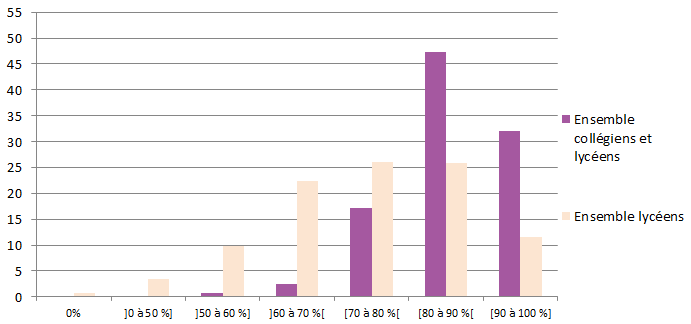 55
50
45
40
35
30
25
20
15
10
5
0
0%
]0 à 50 %]
]50 à 60 %]
]60 à 70 %[
[70 à 80 %[
[80 à 90 %[
[90 à 100 %]
Ensemble
collégiens et
lycéens
Ensemble lycéens